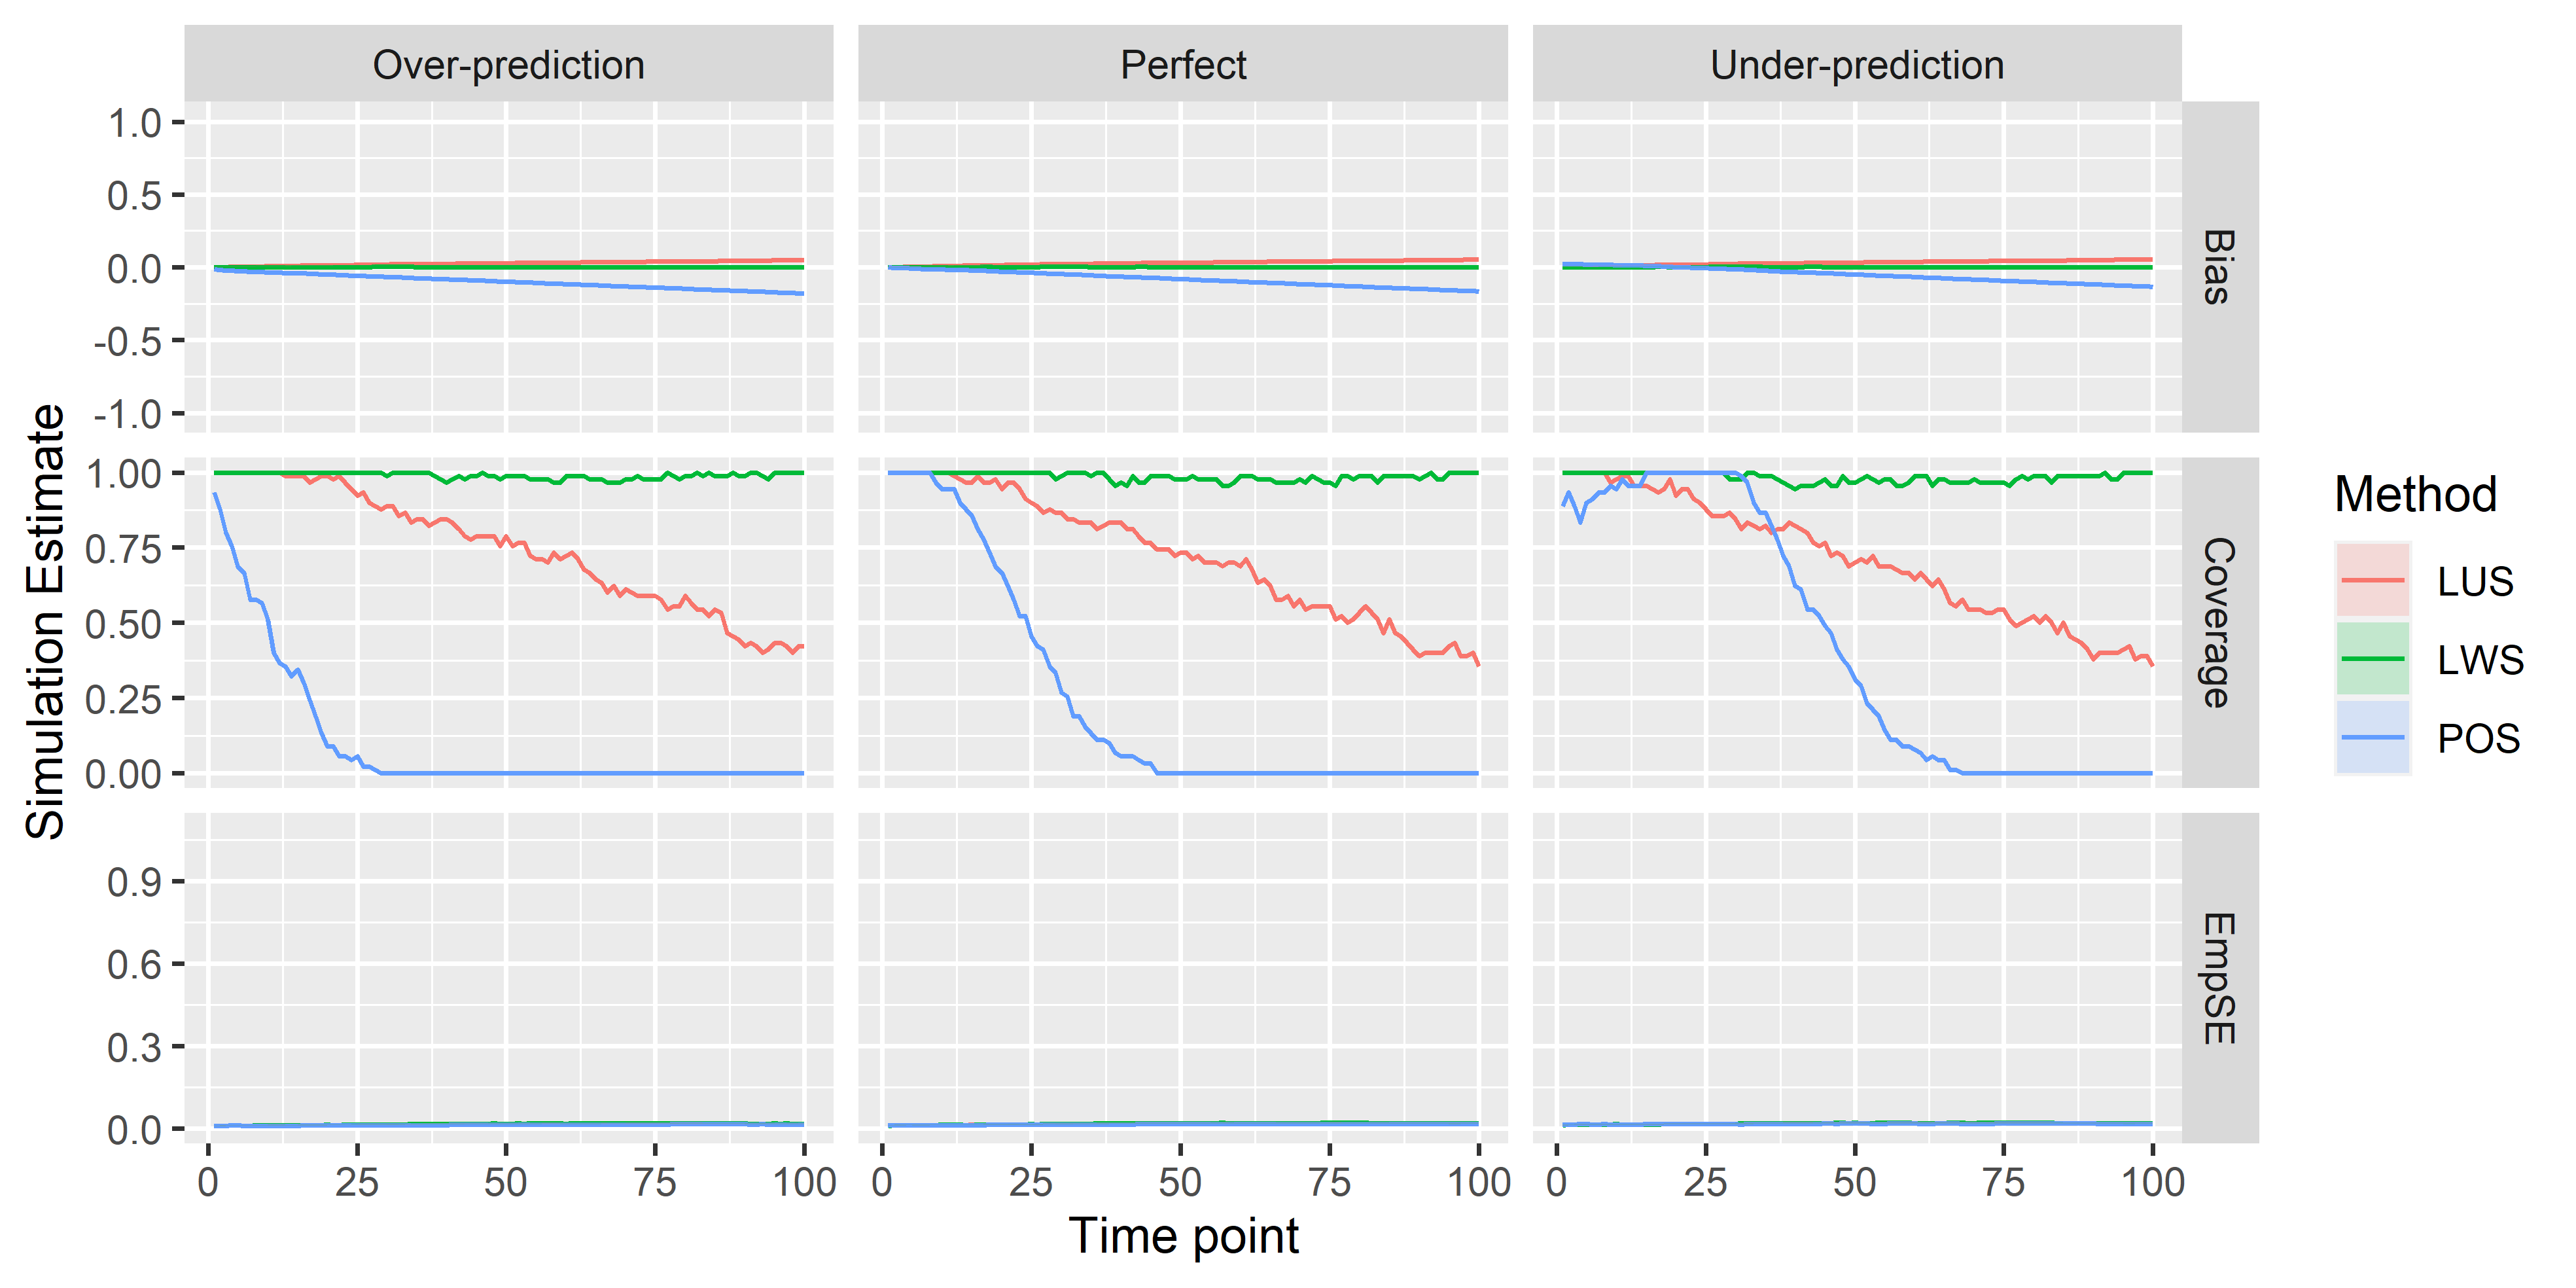 Over-prediction
Perfect
Under-prediction
1.0
0.5
0.0
-0.5
-1.0
Bias
1.00
0.75
0.50
0.25
0.00
Coverage
0.9
0.6
0.3
0.0
EmpSE
Simulation Estimate
0 25 50 75 100
0 25 50 75 100
0 25 50 75 100
Time point
Method
LUS
LWS
POS